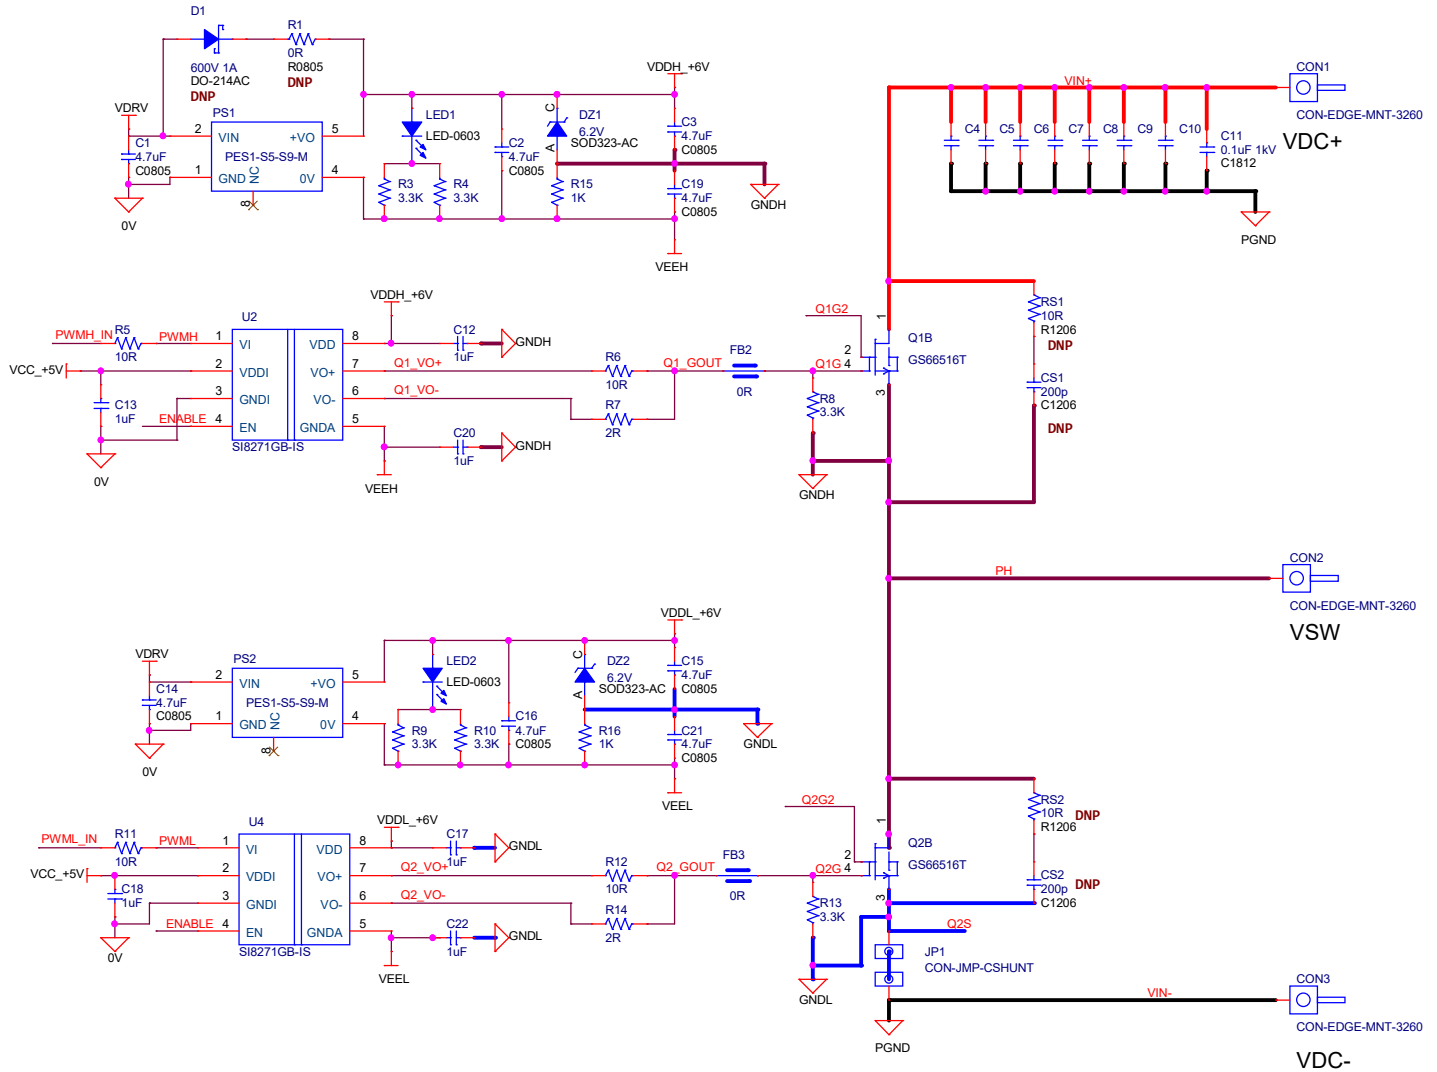 D1
600V 1A
DO-214AC
DNP
R1
0R
R0805
DNP
VDRV
C1
4.7uF
C0805
0V
PS1
2
VIN
+VO
5
PES1-S5-S9-M
1
GND
NC
0V
4
8
LED1
LED-0603
R3
3.3K
R4
3.3K
C2
4.7uF
C0805
C
A
DZ1
6.2V
SOD323-AC
R15
1K
VDDH_+6V
C3
4.7uF
C0805
C19
4.7uF
C0805
GNDH
VEEH
VIN+
CON1
CON-EDGE-MNT-3260
VDC+
C4
C5
C6
C7
C8
C9
C10
C11
0.1uF 1kV
C1812
PGND
PWMH_IN
R5
10R
PWMH
VCC_+5V
C13
1uF
ENABLE
0V
U2
1
VI
VDD
8
2
VDDI
VO+
7
3
GNDI
VO-
6
4
EN
GNDA
5
SI8271GB-IS
VDDH_+6V
C12
1uF
GNDH
Q1_VO+
Q1_VO-
C20
1uF
GNDH
VEEH
R6
10R
R7
2R
Q1_GOUT
FB2
0R
Q1G2
Q1G
1
2
4
3
Q1B
GS66516T
R8
3.3K
GNDH
RS1
10R
R1206
DNP
CS1
200p
C1206
DNP
PH
CON2
CON-EDGE-MNT-3260
VSW
VDRV
C14
4.7uF
C0805
0V
PS2
2
VIN
+VO
5
PES1-S5-S9-M
1
GND
NC
0V
4
8
LED2
LED-0603
R9
3.3K
R10
3.3K
C16
4.7uF
C0805
C
A
DZ2
6.2V
SOD323-AC
R16
1K
VDDL_+6V
C15
4.7uF
C0805
C21
4.7uF
C0805
GNDL
VEEL
PWML_IN
R11
10R
PWML
VCC_+5V
C18
1uF
ENABLE
0V
U4
1
VI
VDD
8
2
VDDI
VO+
7
3
GNDI
VO-
6
4
EN
GNDA
5
SI8271GB-IS
VDDL_+6V
C17
1uF
GNDL
Q2_VO+
Q2_VO-
C22
1uF
GNDL
VEEL
R12
10R
R14
2R
Q2_GOUT
FB3
0R
Q2G2
Q2G
1
2
4
3
Q2B
GS66516T
R13
3.3K
GNDL
RS2
10R
R1206
DNP
CS2
200p
C1206
DNP
Q2S
JP1
CON-JMP-CSHUNT
PGND
VIN-
CON3
CON-EDGE-MNT-3260
VDC-